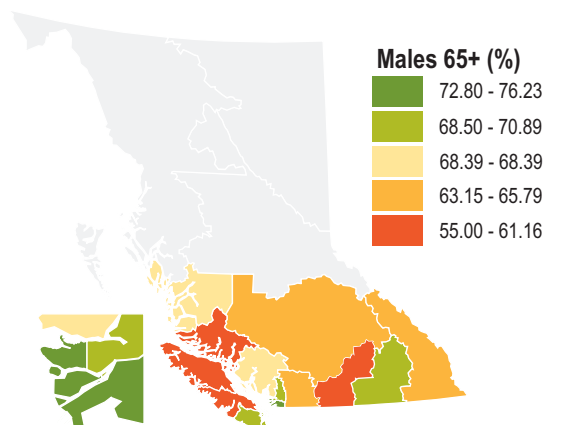 Males 65+ (%)
72.80 - 76.23
68.50 - 70.89
68.39 - 68.39
63.15 - 65.79
55.00 - 61.16